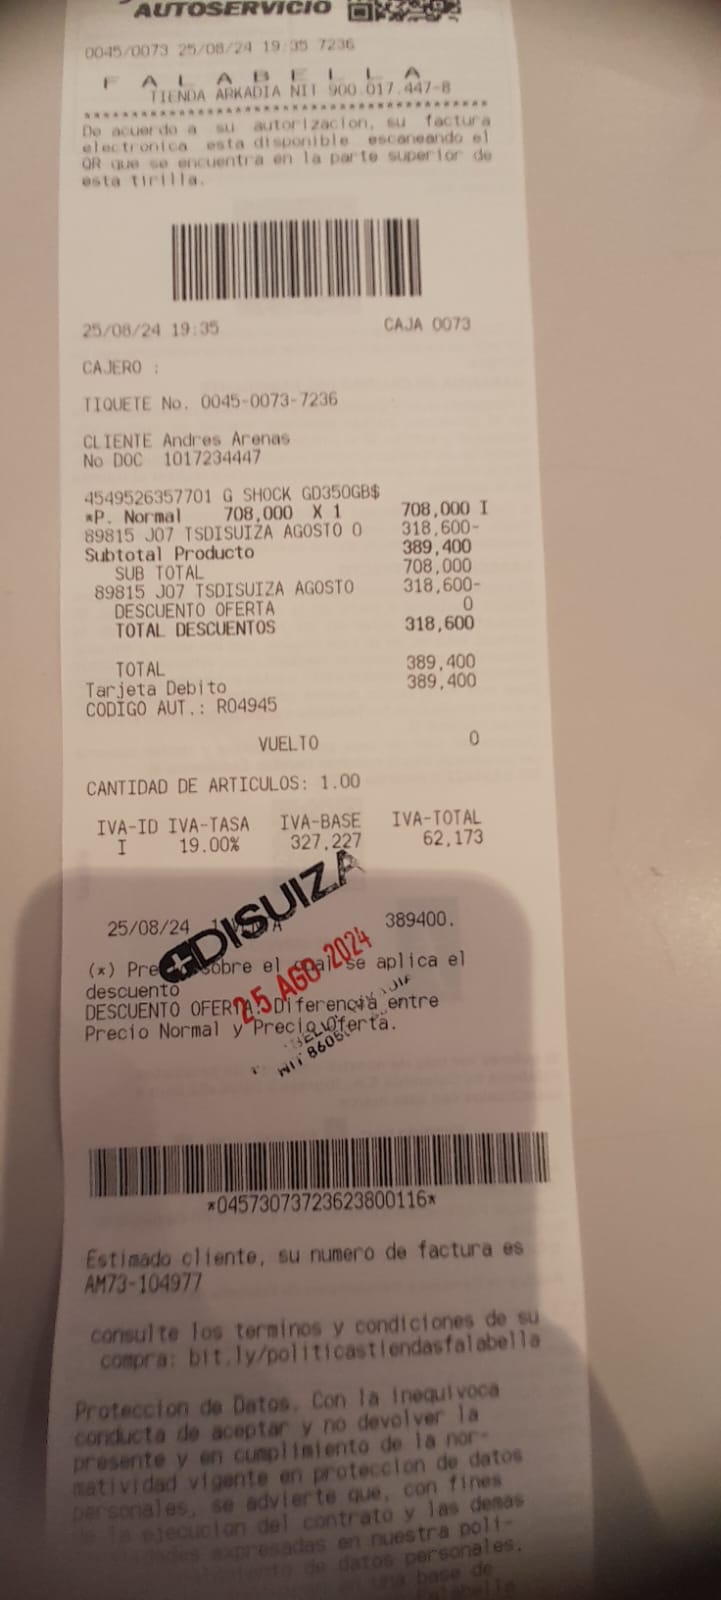 AUTOSERVICIO
0045/0073 25/08/24 19:35 7236
F A L A B E L L A
TIENDA ARKADIA NIT 900.017.447-8
De acuerdo a su autorizacion, su factura
electronica esta disponible escaneando el
QR que se encuentra en la parte superior de
esta tirilla.
25/08/24 19:35 CAJA 0073
CAJERO :
TIQUETE No. 0045-0073-7236
CLIENTE Andres Arenas
No DOC 1017234447
4549526357701 G SHOCK GD350GB$
*P. Normal 708,000 X 1 708,000 I
89815 J07 TSDISUIZA AGOSTO O 318,600-
Subtotal Producto 389,400
SUB TOTAL 708,000
89815 J07 TSDISUIZA AGOSTO 318,600-
DESCUENTO OFERTA 0
TOTAL DESCUENTOS 318,600
TOTAL 389,400
Tarjeta Debito 389,400
CODIGO AUT.: R04945
VUELTO 0
CANTIDAD DE ARTICULOS: 1.00
IVA-ID IVA-TASA IVA-BASE IVA-TOTAL
I 19.00% 327,227 62,173
DISUIZA
25/08/24 389400.
25 AGO 2024
(*) sobre el se aplica el
descuento
DESCUENTO Diferencia entre
Precio Normal y Precio Oferta.
NIT
*04573073723623800116*
Estimado cliente, su numero de factura es
AM73-104977
consulte los terminos y condiciones de su
compra: bit.ly/politicastiendasfalabella
Proteccion de Datos. Con la inequivoca
conducta de aceptar y no devolver la
presente y en cumplimiento de la nor-
matividad vigente en proteccion de datos
personales, se advierte que, con fines
de la ejecucion del contrato y las demas
expresadas en nuestra poli-
de datos personales.
en una base de